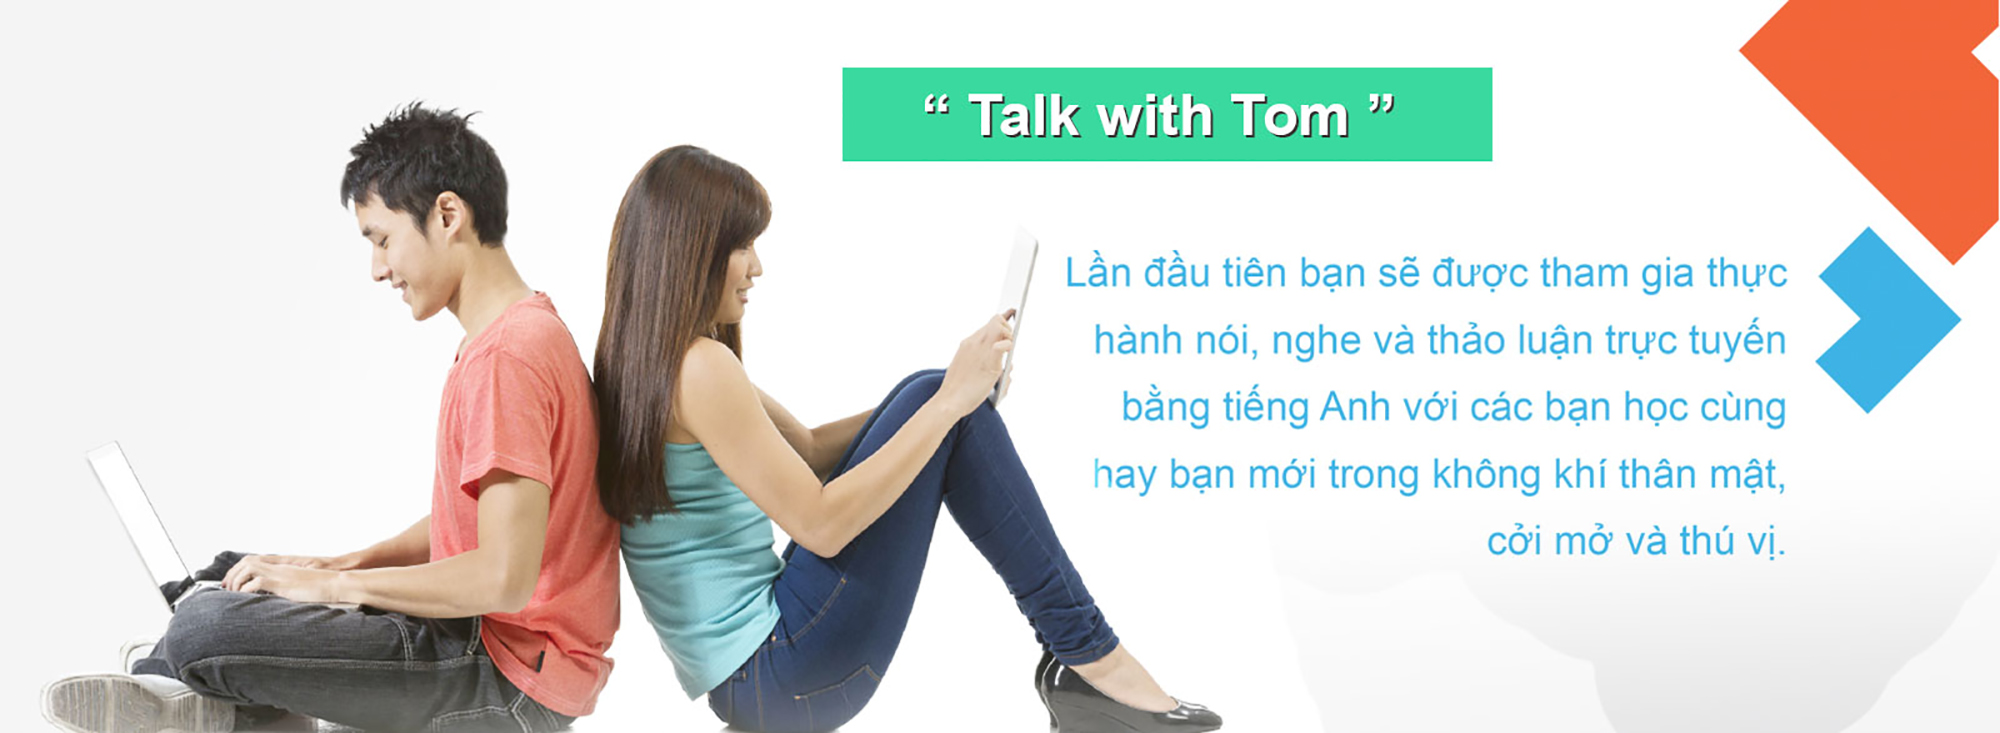 “ Talk with Tom ”
Lần đầu tiên bạn sẽ được tham gia thực
hành nói, nghe và thảo luận trực tuyến
bằng tiếng Anh với các bạn học cùng
hay bạn mới trong không khí thân mật,
cởi mở và thú vị.